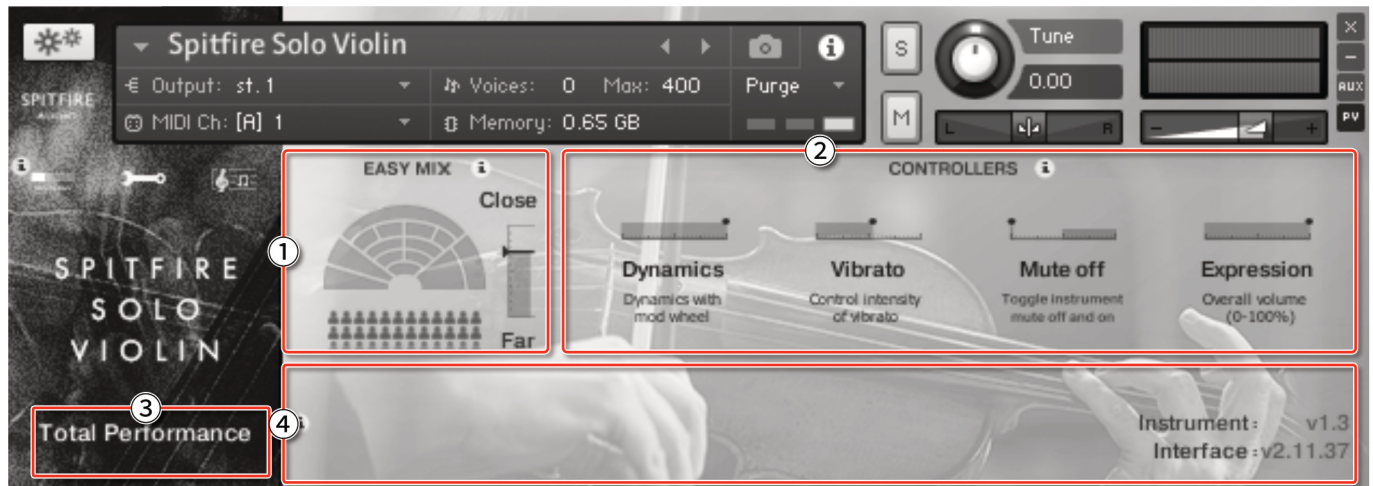 Spitfire Solo Violin
Output: st. 1
Voices: 0 Max: 400
Purge
MIDI Ch: [A] 1
Memory: 0.65 GB
S
M
Tune
0.00
L R
- +
X
-
AUX
PV
SPITFIRE
AUDIO
SPITFIRE
SOLO
VIOLIN
3
Total Performance
1
EASY MIX i
Close
Far
2
CONTROLLERS i
Dynamics
Dynamics with
mod wheel
Vibrato
Control intensity
of vibrato
Mute off
Toggle instrument
mute off and on
Expression
Overall volume
(0-100%)
4
Instrument: v1.3
Interface: v2.11.37